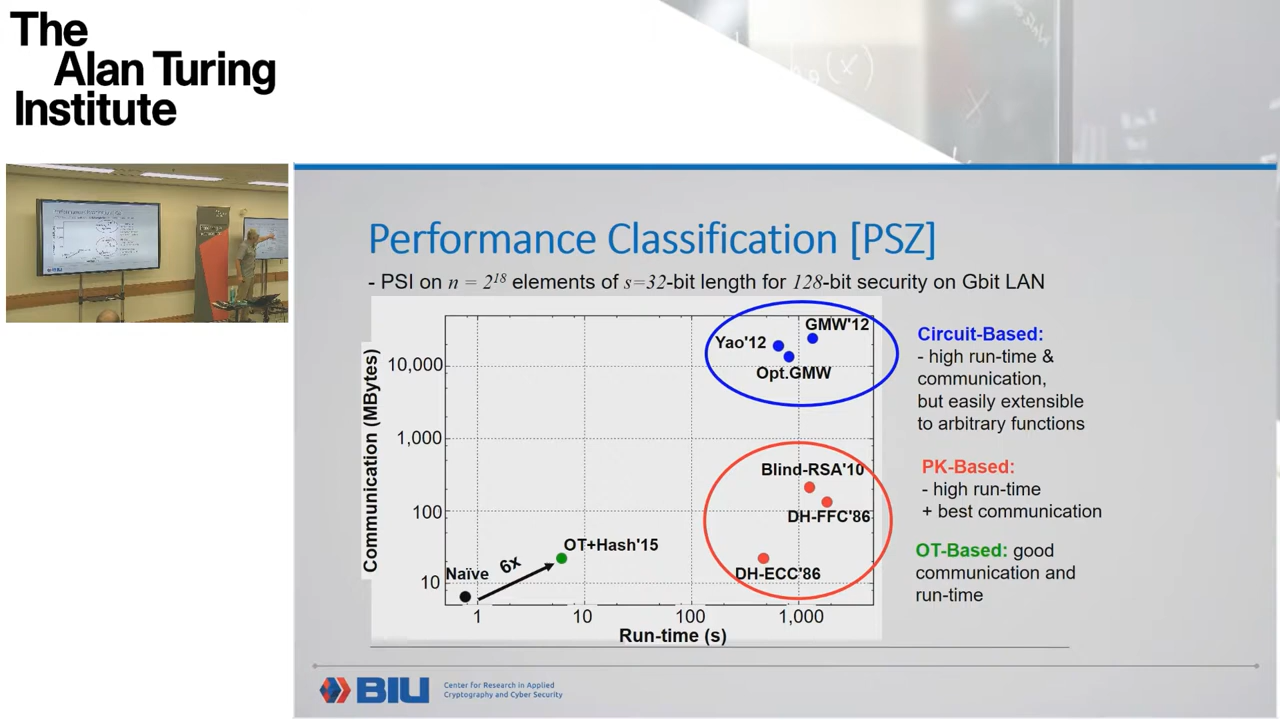 The
Alan Turing
Institute
Performance Classification [PSZ]
- PSI on n = 2¹⁸ elements of s=32-bit length for 128-bit security on Gbit LAN
Communication (MBytes)
10,000
1,000
100
10
1
10
100
1,000
Run-time (s)
Yao'12
GMW'12
Opt.GMW
Blind-RSA'10
DH-FFC'86
DH-ECC'86
OT+Hash'15
6x
Naïve
Circuit-Based:
- high run-time &
communication,
but easily extensible
to arbitrary functions
PK-Based:
- high run-time
+ best communication
OT-Based: good
communication and
run-time
BIU
Center for Research in Applied
Cryptography and Cyber Security